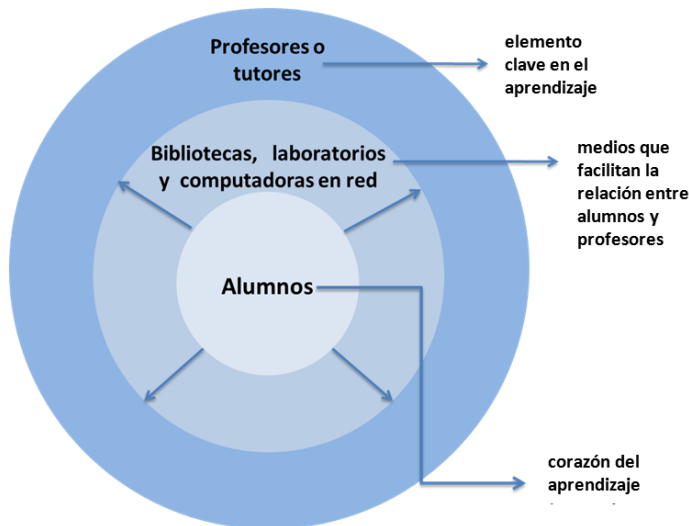 Profesores o
tutores
elemento
clave en el
aprendizaje
Bibliotecas, laboratorios
y computadoras en red
medios que
facilitan la
relación entre
alumnos y
profesores
Alumnos
corazón del
aprendizaje